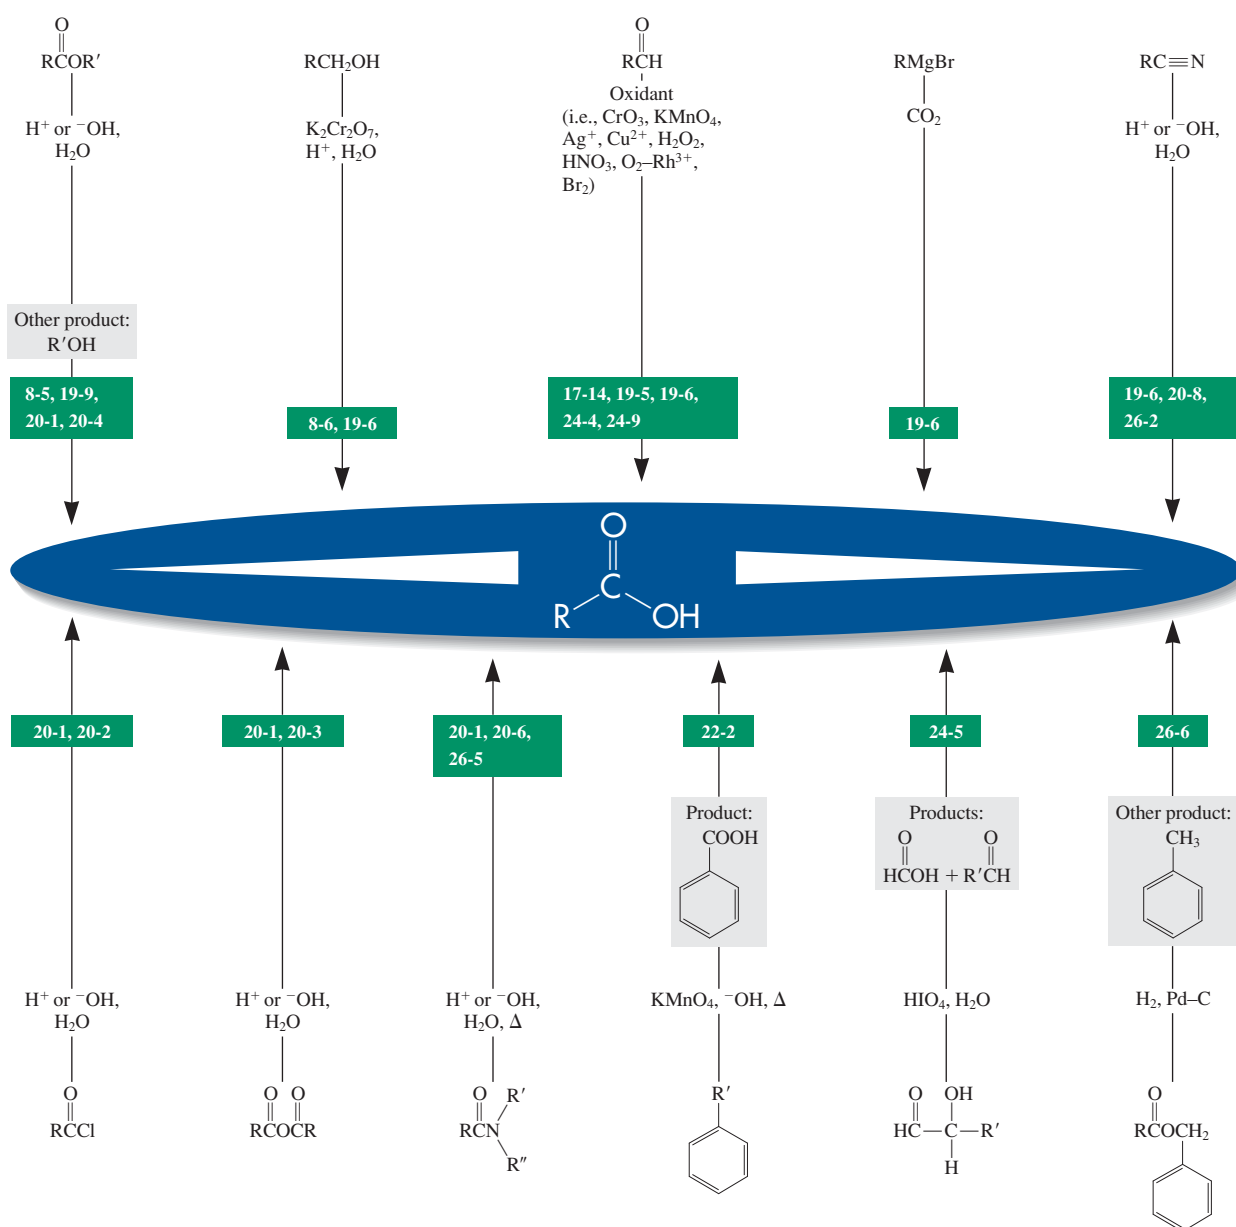 O
RCOR′
H⁺ or ⁻OH,
H₂O
Other product:
R′OH
8-5, 19-9,
20-1, 20-4
RCH₂OH
K₂Cr₂O₇,
H⁺, H₂O
8-6, 19-6
O
RCH
Oxidant
(i.e., CrO₃, KMnO₄,
Ag⁺, Cu²⁺, H₂O₂,
HNO₃, O₂–Rh³⁺,
Br₂)
17-14, 19-5, 19-6,
24-4, 24-9
RMgBr
CO₂
19-6
RC≡N
H⁺ or ⁻OH,
H₂O
19-6, 20-8,
26-2
O
C
R OH
20-1, 20-2
H⁺ or ⁻OH,
H₂O
O
RCCl
20-1, 20-3
H⁺ or ⁻OH,
H₂O
O O
RCOCR
20-1, 20-6,
26-5
H⁺ or ⁻OH,
H₂O, Δ
O R′
RCN
R″
22-2
Product:
COOH
KMnO₄, ⁻OH, Δ
R′
24-5
Products:
O O
HCOH + R′CH
HIO₄, H₂O
O OH
HC—C—R′
H
26-6
Other product:
CH₃
H₂, Pd–C
O
RCOCH₂